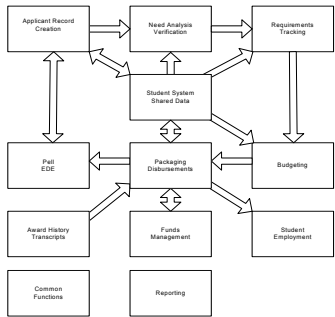 Applicant Record
Creation
Need Analysis
Verification
Requirements
Tracking
Student System
Shared Data
Pell
EDE
Packaging
Disbursements
Budgeting
Award History
Transcripts
Funds
Management
Student
Employment
Common
Functions
Reporting